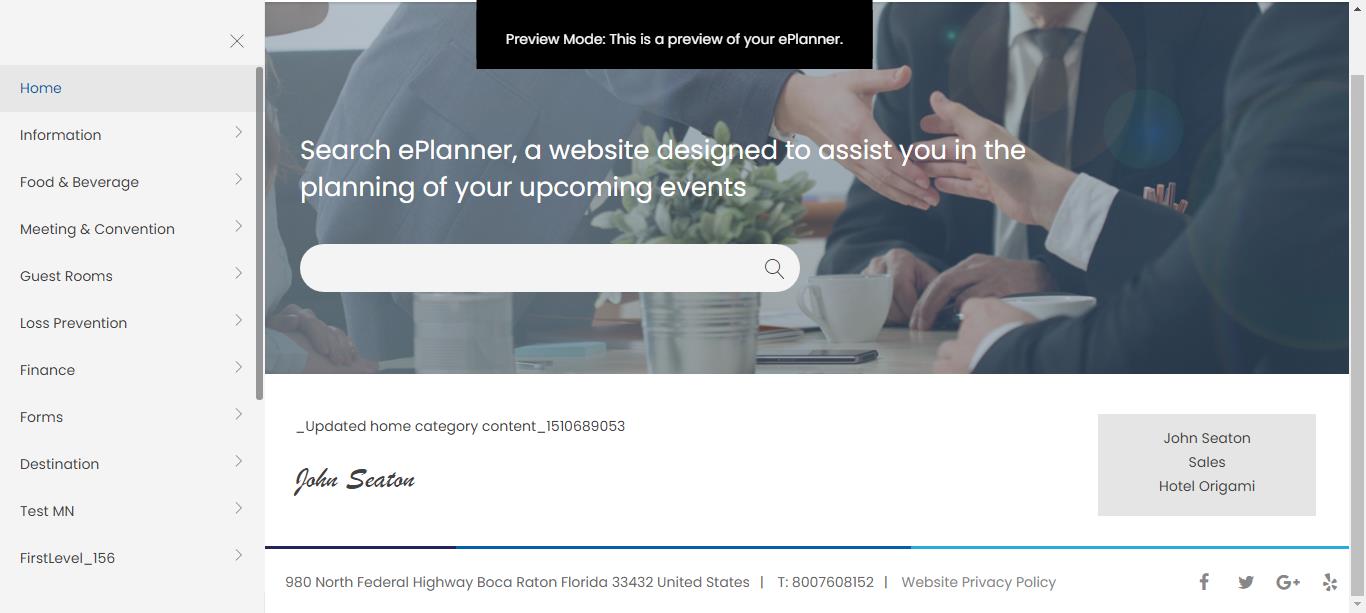 Preview Mode: This is a preview of your ePlanner.
Home
Information
Food & Beverage
Meeting & Convention
Guest Rooms
Loss Prevention
Finance
Forms
Destination
Test MN
FirstLevel_156
Search ePlanner, a website designed to assist you in the
planning of your upcoming events
_Updated home category content_1510689053
John Seaton
John Seaton
Sales
Hotel Origami
980 North Federal Highway Boca Raton Florida 33432 United States | T: 8007608152 | Website Privacy Policy